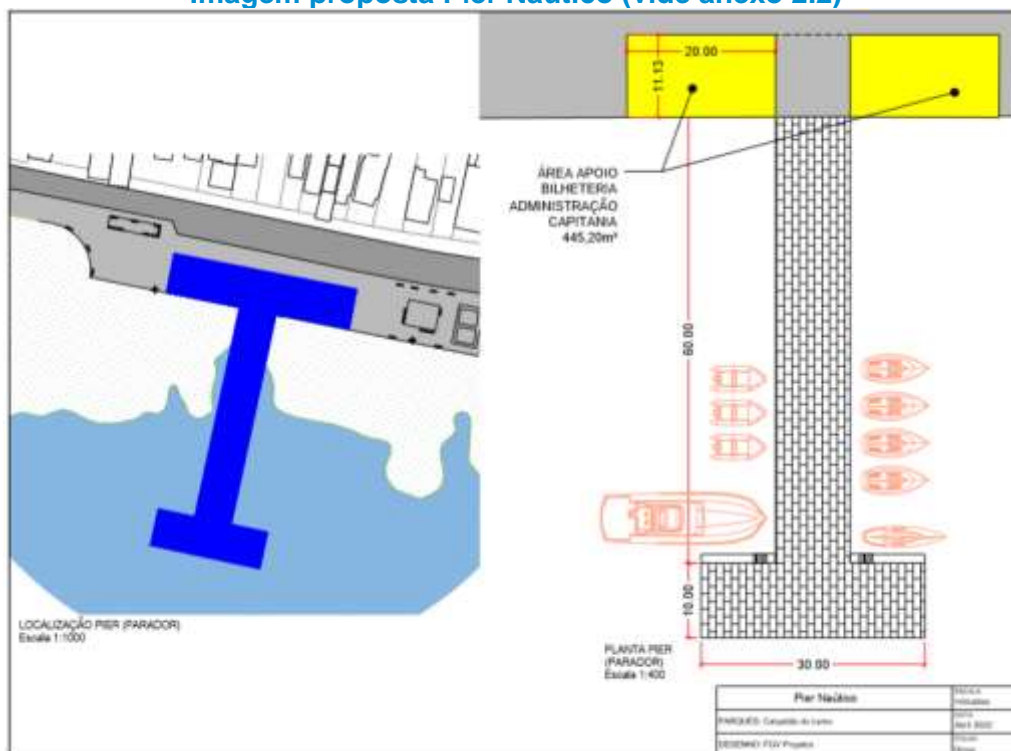 Imagem proposta Pier Náutico (vide anexo 2.2)
20.00
11.13
ÁREA APOIO
BILHETERIA
ADMINISTRAÇÃO
CAPITANIA
445,20m²
60.00
10.00
30.00
LOCALIZAÇÃO PIER (PARADOR)
Escala 1:1000
PLANTA PIER
(PARADOR)
Escala 1:400
Pier Naútico
PARQUES:
DESENHO: FGV Projetos